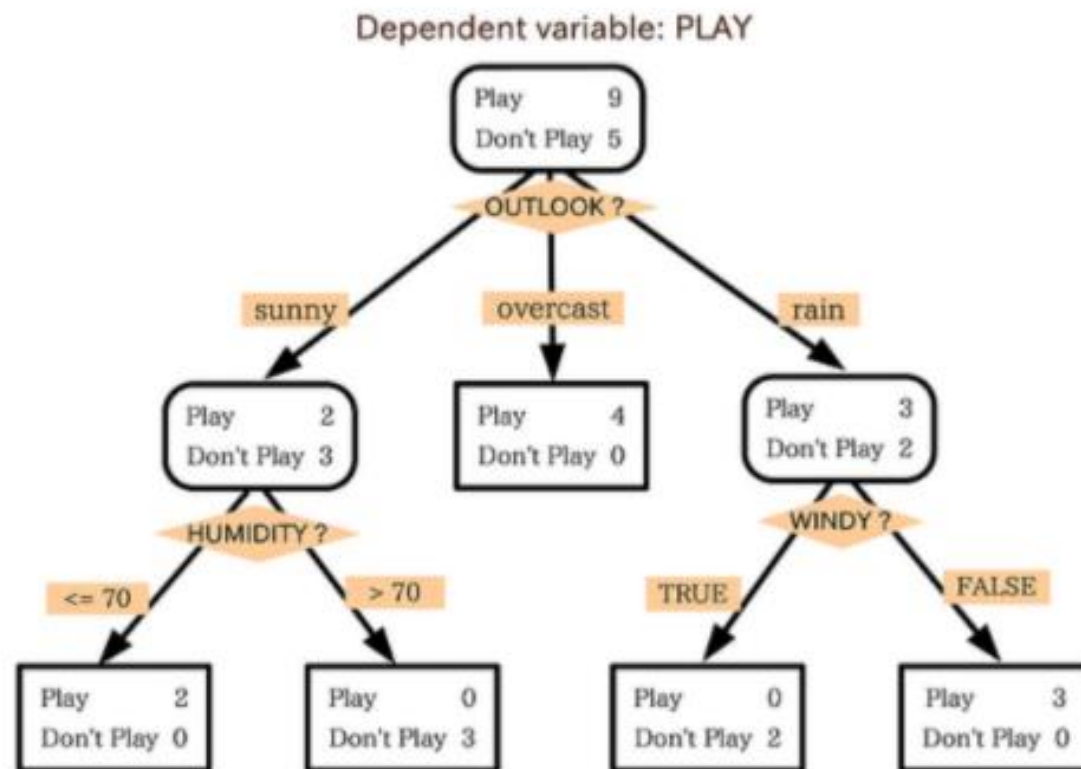 Dependent variable: PLAY
Play 9
Don't Play 5
OUTLOOK ?
sunny
overcast
rain
Play 2
Don't Play 3
Play 4
Don't Play 0
Play 3
Don't Play 2
HUMIDITY ?
WINDY ?
<= 70
> 70
TRUE
FALSE
Play 2
Don't Play 0
Play 0
Don't Play 3
Play 0
Don't Play 2
Play 3
Don't Play 0